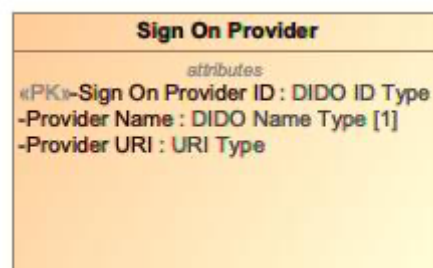 Sign On Provider
attributes
«PK»-Sign On Provider ID : DIDO ID Type
-Provider Name : DIDO Name Type [1]
-Provider URI : URI Type